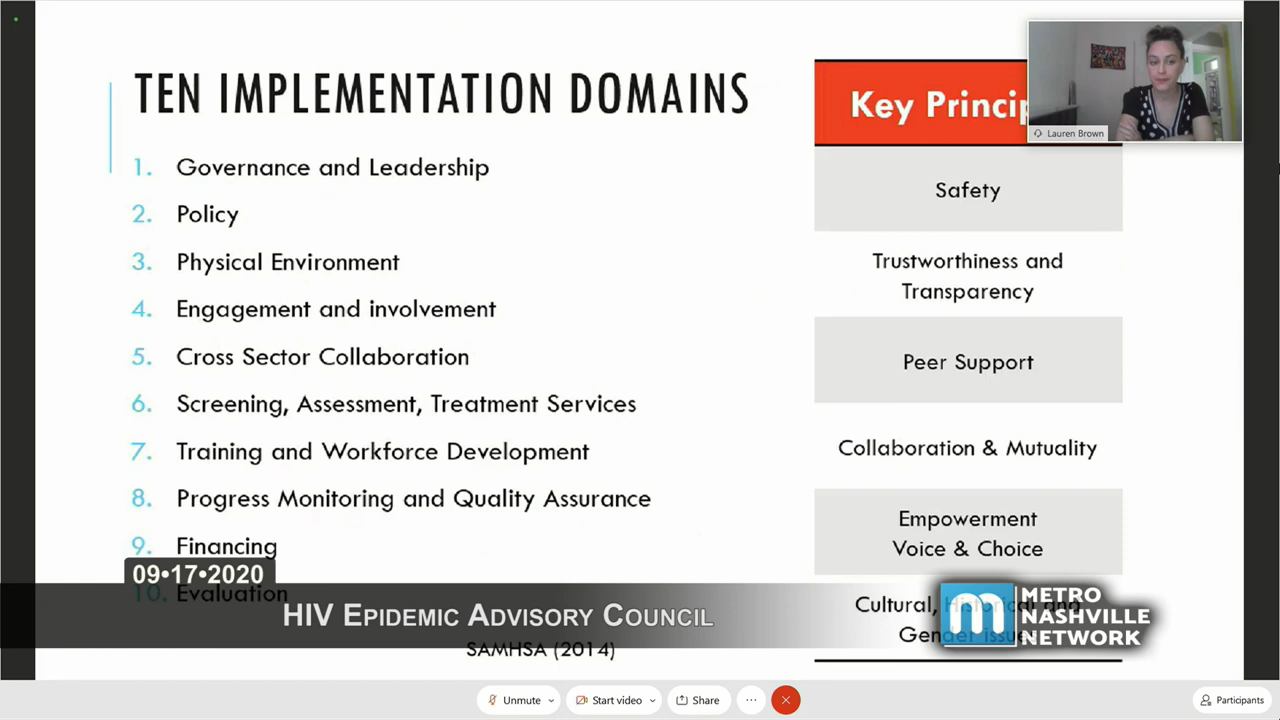 TEN IMPLEMENTATION DOMAINS
1. Governance and Leadership
2. Policy
3. Physical Environment
4. Engagement and involvement
5. Cross Sector Collaboration
6. Screening, Assessment, Treatment Services
7. Training and Workforce Development
8. Progress Monitoring and Quality Assurance
9. Financing
10. Evaluation
SAMHSA (2014)
Key
Safety
Trustworthiness and
Transparency
Peer Support
Collaboration & Mutuality
Empowerment
Voice & Choice
Cultural, Historical and
Gender Issues
Lauren Brown
09•17•2020
HIV EPIDEMIC ADVISORY COUNCIL
m METRO
NASHVILLE
NETWORK
Unmute
Start video
Share
Participants